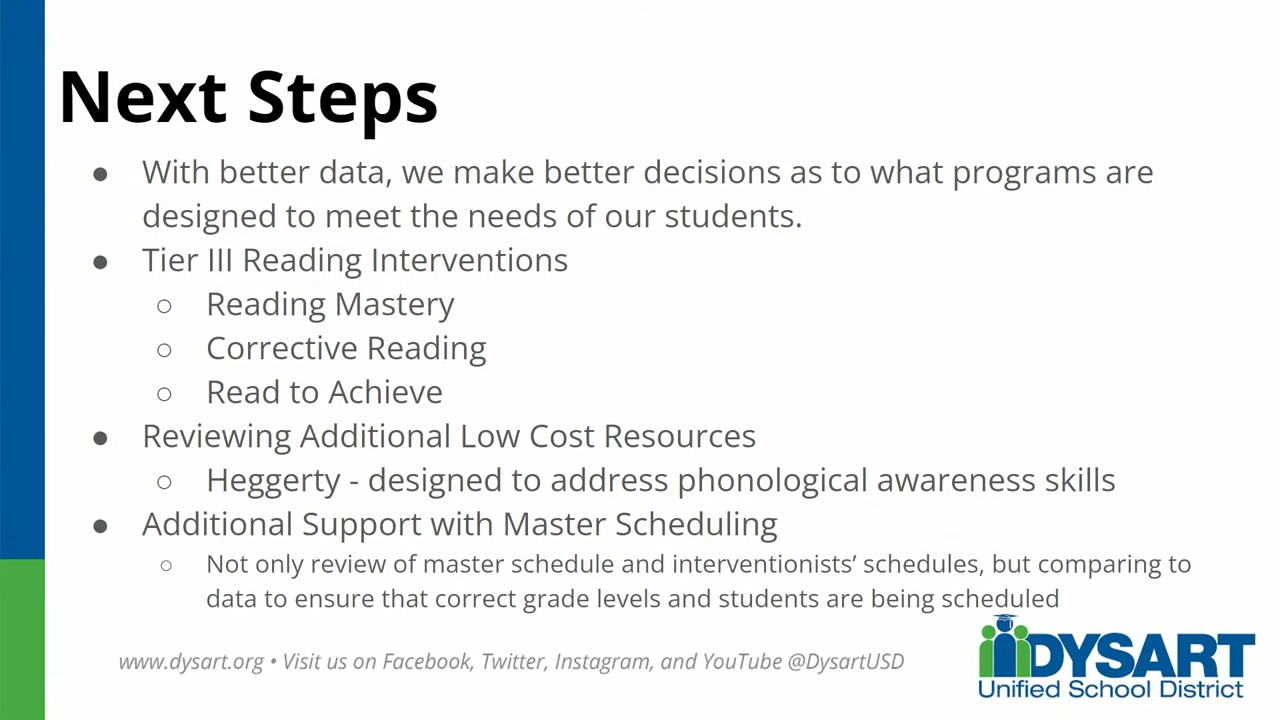 Next Steps
● With better data, we make better decisions as to what programs are
designed to meet the needs of our students.
● Tier III Reading Interventions
○ Reading Mastery
○ Corrective Reading
○ Read to Achieve
● Reviewing Additional Low Cost Resources
○ Heggerty - designed to address phonological awareness skills
● Additional Support with Master Scheduling
○ Not only review of master schedule and interventionists’ schedules, but comparing to
data to ensure that correct grade levels and students are being scheduled
www.dysart.org • Visit us on Facebook, Twitter, Instagram, and YouTube @DysartUSD
DYSART
Unified School District